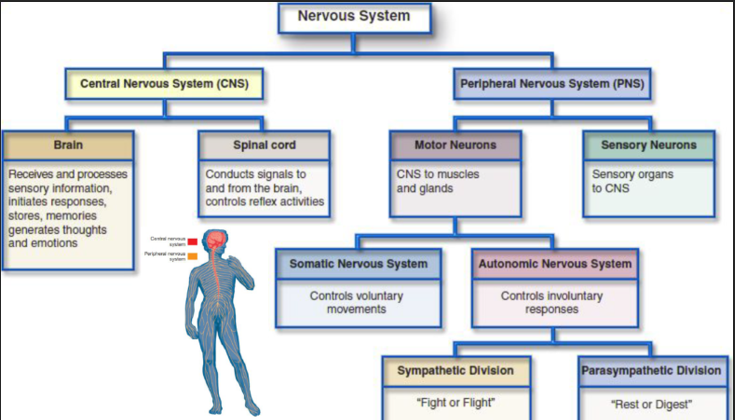 Nervous System
Central Nervous System (CNS)
Peripheral Nervous System (PNS)
Brain
Receives and processes
sensory information,
initiates responses,
stores, memories
generates thoughts
and emotions
Spinal cord
Conducts signals to
and from the brain,
controls reflex activities
Motor Neurons
CNS to muscles
and glands
Sensory Neurons
Sensory organs
to CNS
Central nervous
system
Peripheral nervous
system
Somatic Nervous System
Controls voluntary
movements
Autonomic Nervous System
Controls involuntary
responses
Sympathetic Division
"Fight or Flight"
Parasympathetic Division
"Rest or Digest"